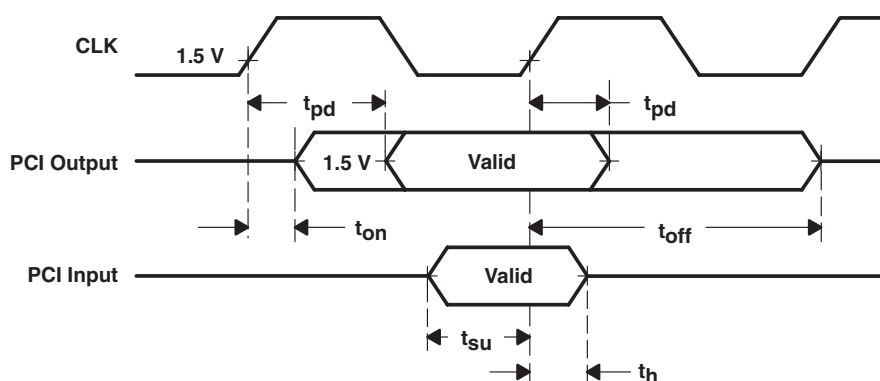 CLK
1.5 V
tpd
tpd
PCI Output
1.5 V
Valid
ton
toff
PCI Input
Valid
tsu
th